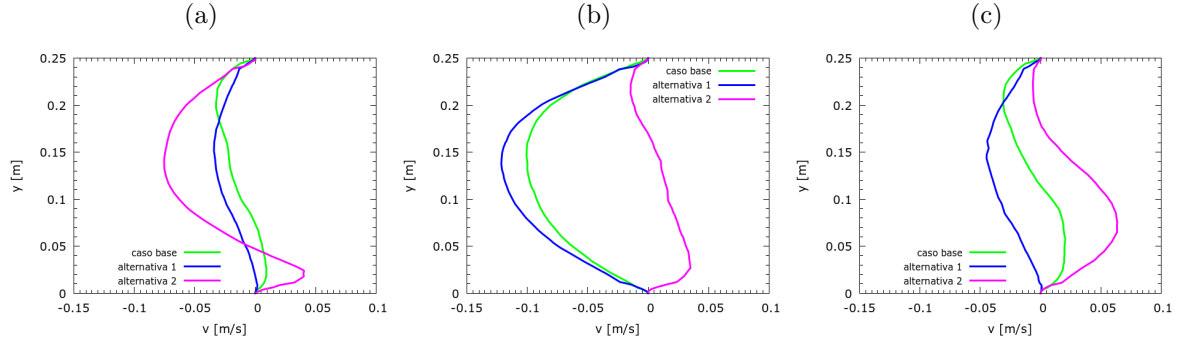 (a)
0.25
0.2
0.15
0.1
0.05
0
-0.15
-0.1
-0.05
0
0.05
0.1
y [m]
v [m/s]
caso base
alternativa 1
alternativa 2
(b)
0.25
0.2
0.15
0.1
0.05
0
-0.15
-0.1
-0.05
0
0.05
0.1
y [m]
v [m/s]
caso base
alternativa 1
alternativa 2
(c)
0.25
0.2
0.15
0.1
0.05
0
-0.15
-0.1
-0.05
0
0.05
0.1
y [m]
v [m/s]
caso base
alternativa 1
alternativa 2